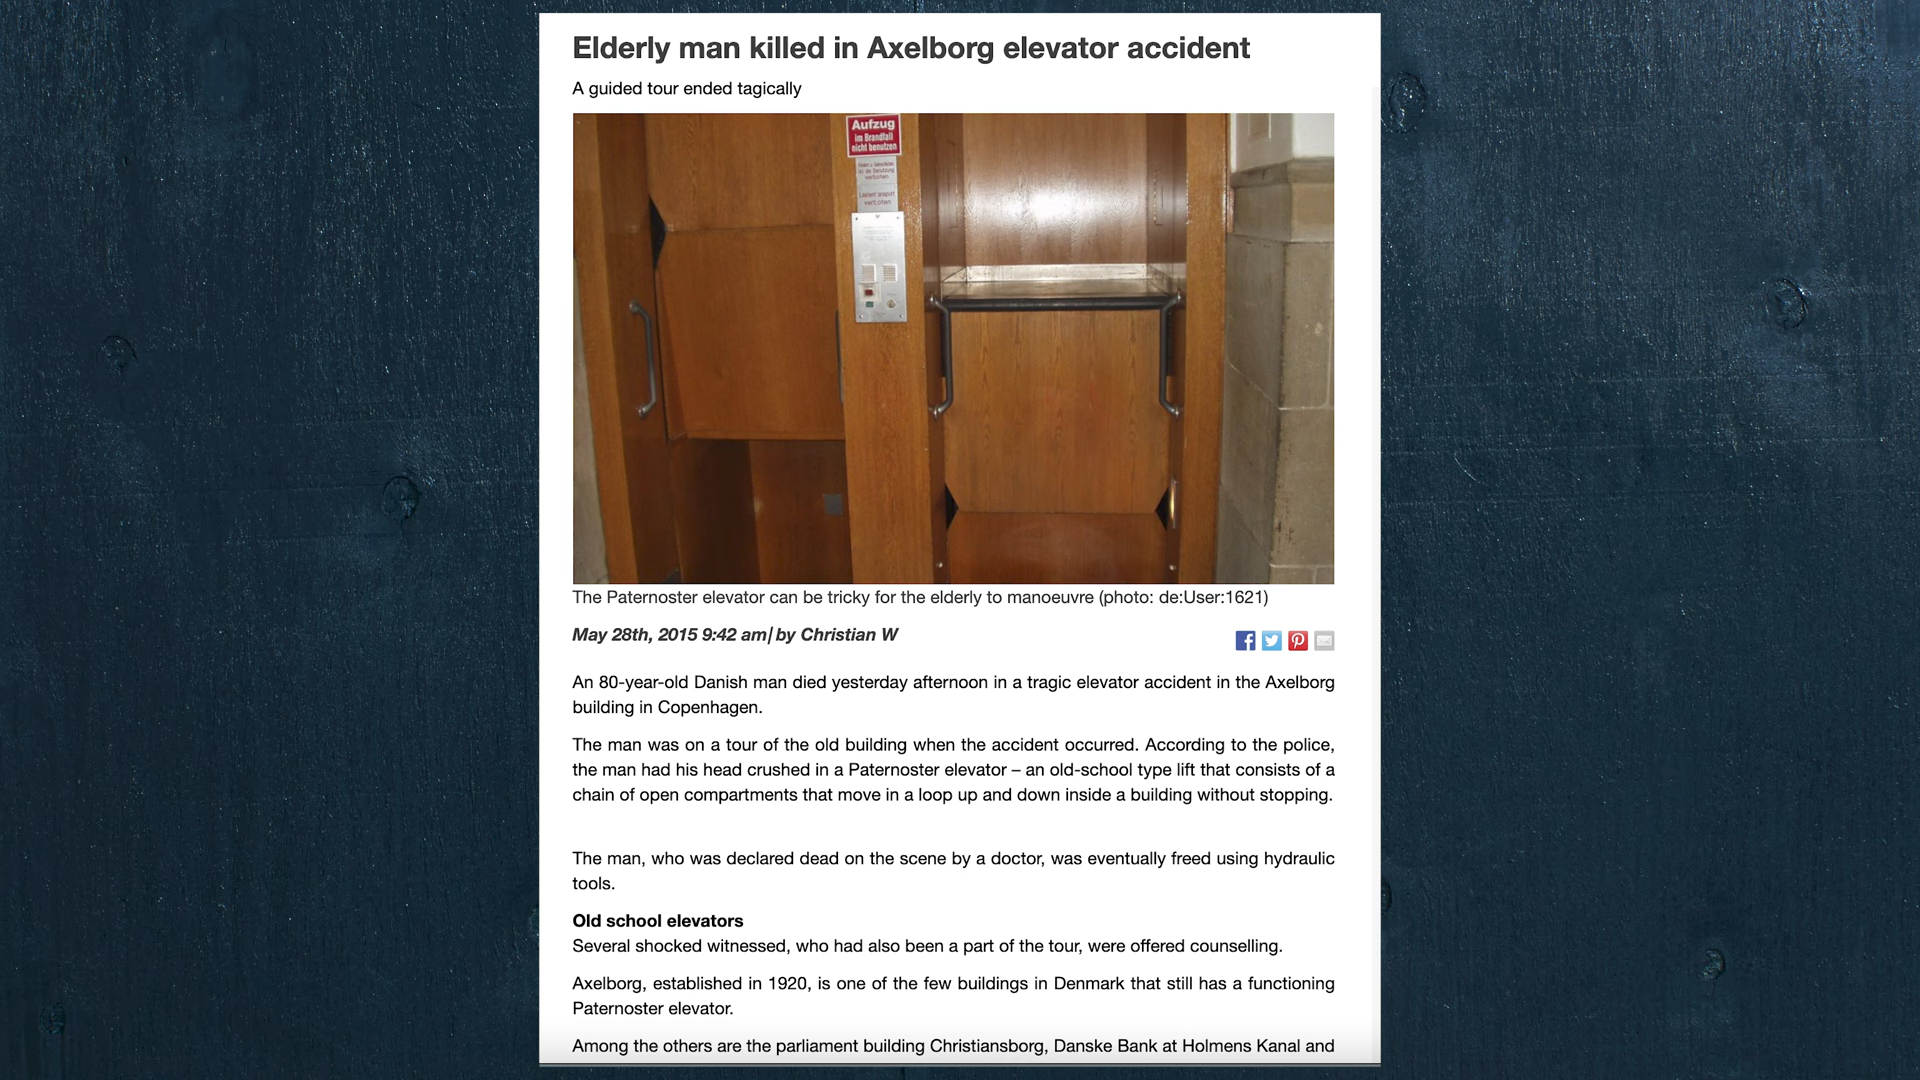 Elderly man killed in Axelborg elevator accident
A guided tour ended tagically
Aufzug
im Brandfall
nicht benutzen
ist die Benutzung
verboten
verboten
The Paternoster elevator can be tricky for the elderly to manoeuvre (photo: de:User:1621)
May 28th, 2015 9:42 am| by Christian W
An 80-year-old Danish man died yesterday afternoon in a tragic elevator accident in the Axelborg
building in Copenhagen.
The man was on a tour of the old building when the accident occurred. According to the police,
the man had his head crushed in a Paternoster elevator – an old-school type lift that consists of a
chain of open compartments that move in a loop up and down inside a building without stopping.
The man, who was declared dead on the scene by a doctor, was eventually freed using hydraulic
tools.
Old school elevators
Several shocked witnessed, who had also been a part of the tour, were offered counselling.
Axelborg, established in 1920, is one of the few buildings in Denmark that still has a functioning
Paternoster elevator.
Among the others are the parliament building Christiansborg, Danske Bank at Holmens Kanal and